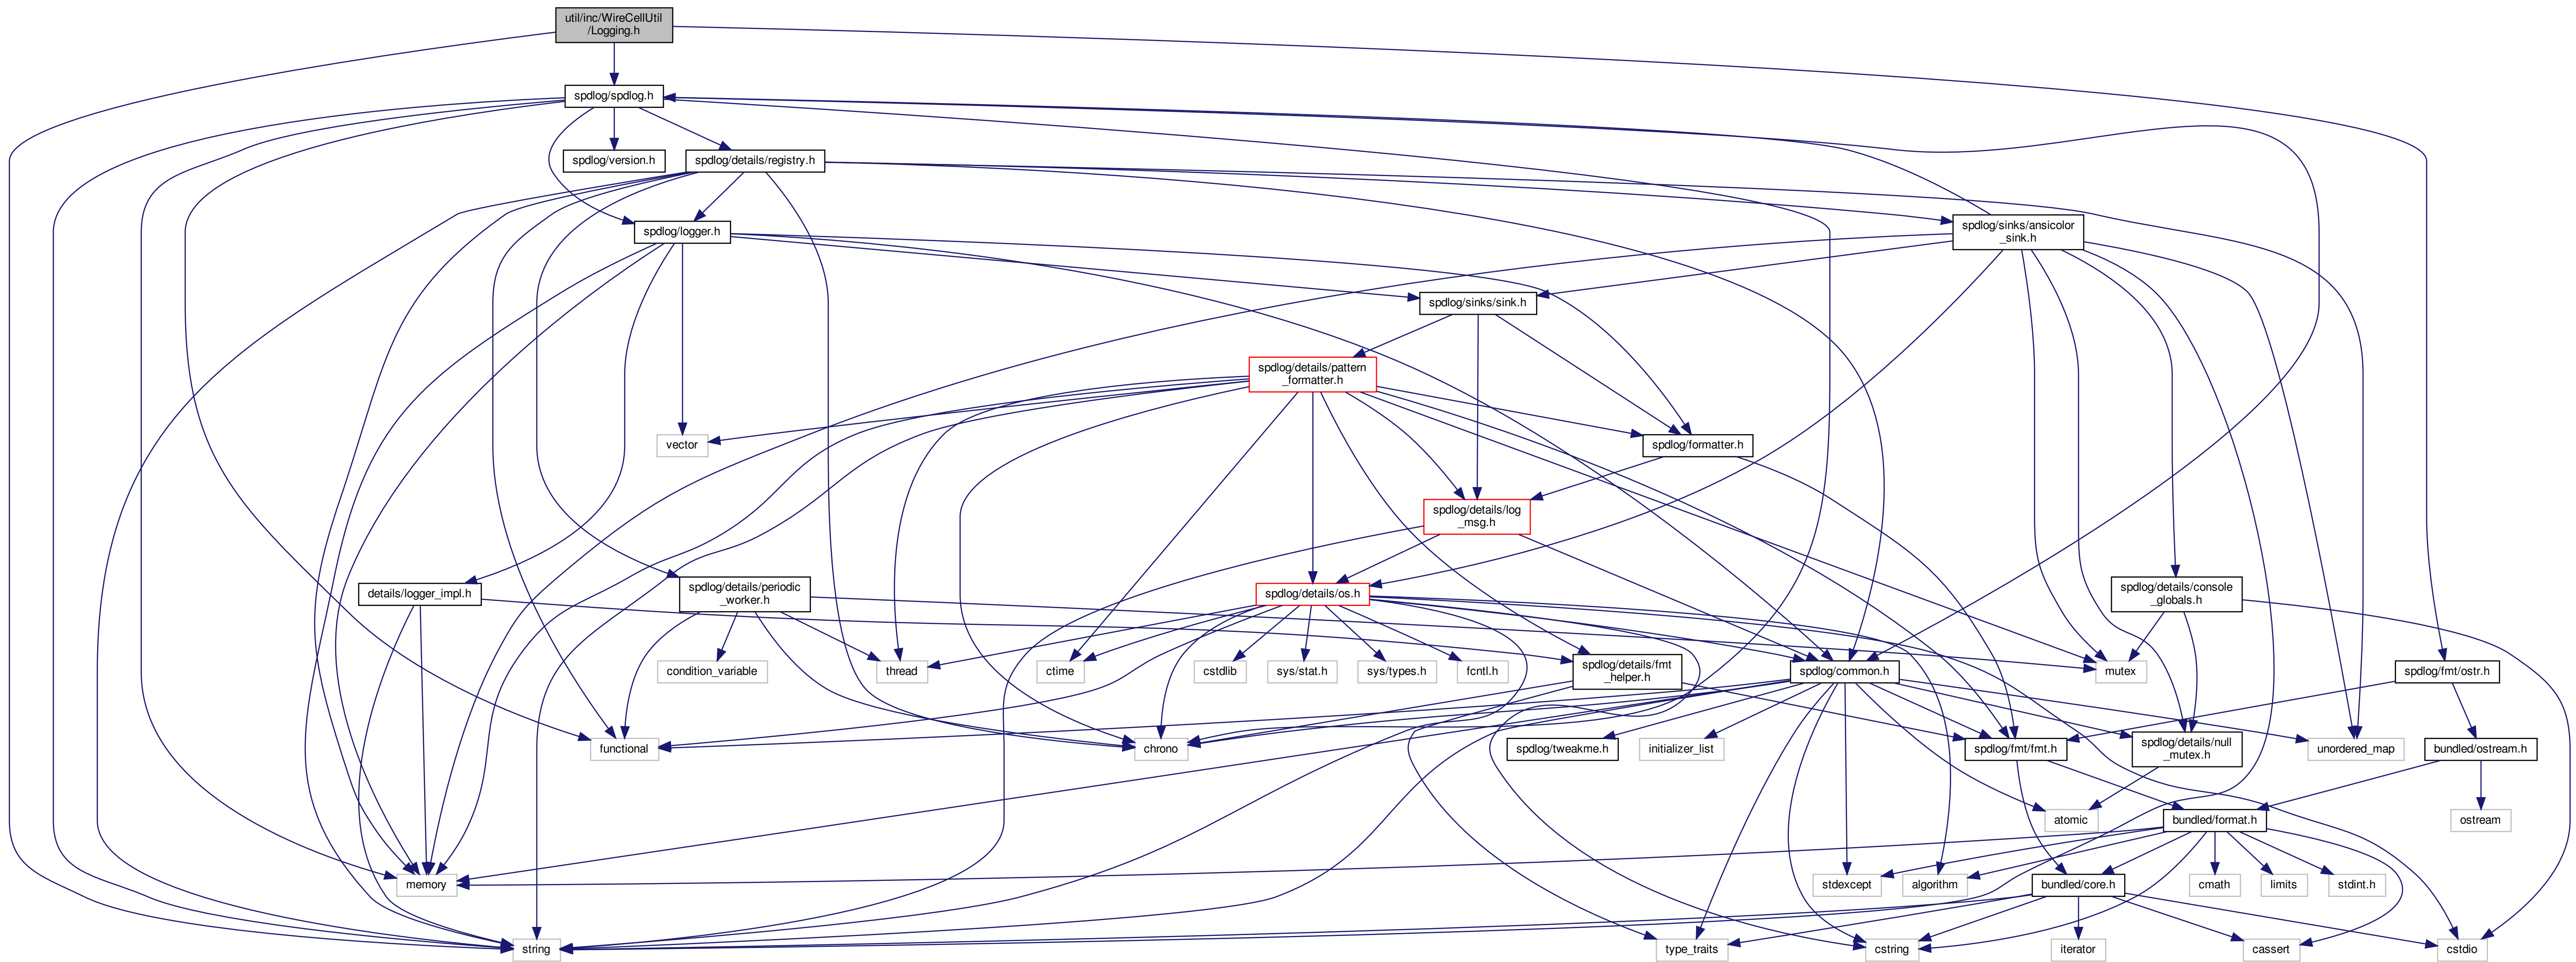 util/inc/WireCellUtil
/Logging.h
spdlog/spdlog.h
spdlog/version.h
spdlog/details/registry.h
spdlog/logger.h
spdlog/sinks/ansicolor
_sink.h
spdlog/sinks/sink.h
spdlog/details/pattern
_formatter.h
vector
spdlog/formatter.h
spdlog/details/log
_msg.h
details/logger_impl.h
spdlog/details/periodic
_worker.h
spdlog/details/os.h
spdlog/details/console
_globals.h
condition_variable
thread
ctime
cstdlib
sys/stat.h
sys/types.h
fcntl.h
spdlog/details/fmt
_helper.h
spdlog/common.h
mutex
spdlog/fmt/ostr.h
functional
chrono
spdlog/tweakme.h
initializer_list
spdlog/fmt/fmt.h
spdlog/details/null
_mutex.h
unordered_map
bundled/ostream.h
atomic
bundled/format.h
ostream
memory
stdexcept
algorithm
bundled/core.h
cmath
limits
stdint.h
string
type_traits
cstring
iterator
cassert
cstdio